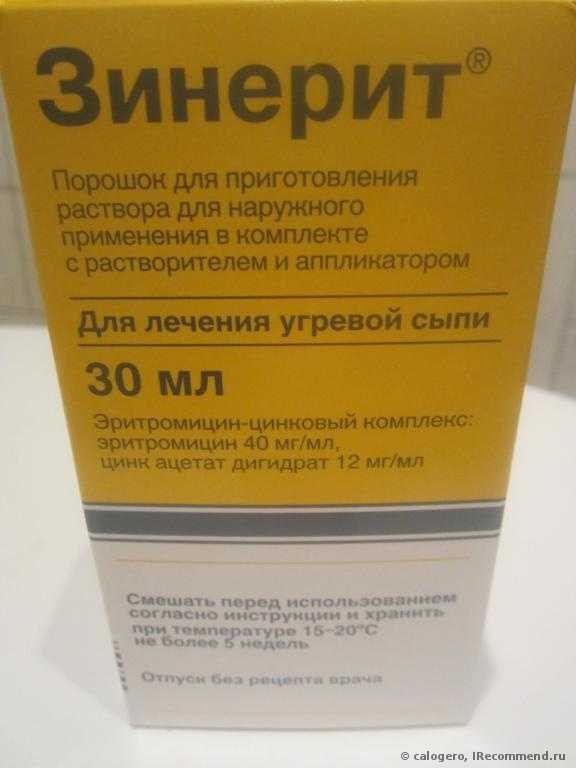 Зинерит®
Порошок для приготовления
раствора для наружного
применения в комплекте
с растворителем и аппликатором
Для лечения угревой сыпи
30 мл
Эритромицин-цинковый комплекс:
эритромицин 40 мг/мл,
цинк ацетат дигидрат 12 мг/мл
Смешать перед использованием
согласно инструкции и хранить
при температуре 15–20°С
не более 5 недель
Отпуск без рецепта врача
© calogero, IRecommend.ru